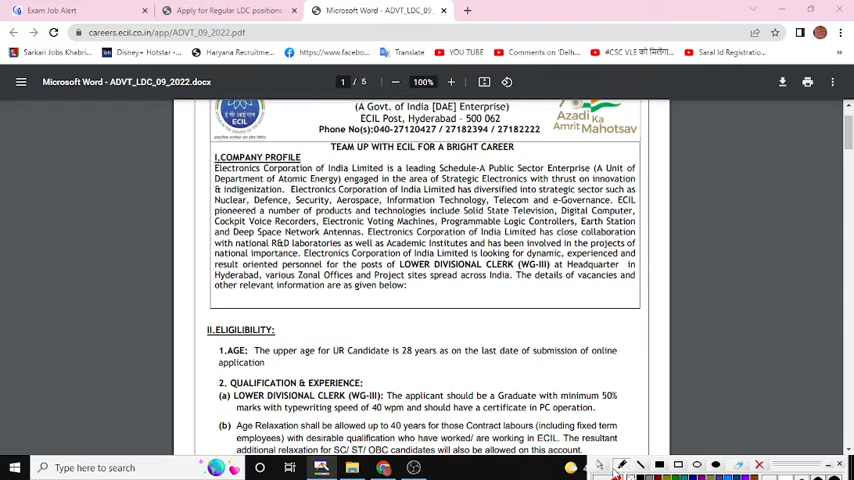 Exam Job Alert
Apply for Regular LDC positions
Microsoft Word - ADVT_LDC_09_
careers.ecil.co.in/app/ADVT_09_2022.pdf
Sarkari Jobs Khabri...
Disney+ Hotstar - ...
Haryana Recruitme...
https://www.facebo...
Translate
YOU TUBE
Comments on 'Delh...
#CSC VLE को मिलेंगा...
Saral Id Registratio...
Microsoft Word - ADVT_LDC_09_2022.docx
1 / 5
100%
(A Govt. of India [DAE] Enterprise)
ECIL Post, Hyderabad - 500 062
Phone No(s):040-27120427 / 27182394 / 27182222
ECIL
Azadi Ka
Amrit Mahotsav
TEAM UP WITH ECIL FOR A BRIGHT CAREER
I.COMPANY PROFILE
Electronics Corporation of India Limited is a leading Schedule-A Public Sector Enterprise (A Unit of
Department of Atomic Energy) engaged in the area of Strategic Electronics with thrust on innovation
& indigenization. Electronics Corporation of India Limited has diversified into strategic sector such as
Nuclear, Defence, Security, Aerospace, Information Technology, Telecom and e-Governance. ECIL
pioneered a number of products and technologies include Solid State Television, Digital Computer,
Cockpit Voice Recorders, Electronic Voting Machines, Programmable Logic Controllers, Earth Station
and Deep Space Network Antennas. Electronics Corporation of India Limited has close collaboration
with national R&D laboratories as well as Academic Institutes and has been involved in the projects of
national importance. Electronics Corporation of India Limited is looking for dynamic, experienced and
result oriented personnel for the posts of LOWER DIVISIONAL CLERK (WG-III) at Headquarter in
Hyderabad, various Zonal Offices and Project sites spread across India. The details of vacancies and
other relevant information are as given below:
II.ELIGIBILITY:
1.AGE: The upper age for UR Candidate is 28 years as on the last date of submission of online
application
2. QUALIFICATION & EXPERIENCE:
(a) LOWER DIVISIONAL CLERK (WG-III): The applicant should be a Graduate with minimum 50%
marks with typewriting speed of 40 wpm and should have a certificate in PC operation.
(b) Age Relaxation shall be allowed up to 40 years for those Contract labours (including fixed term
employees) with desirable qualification who have worked/ are working in ECIL. The resultant
additional relaxation for SC/ ST/ OBC candidates will also be allowed on this account.
Type here to search